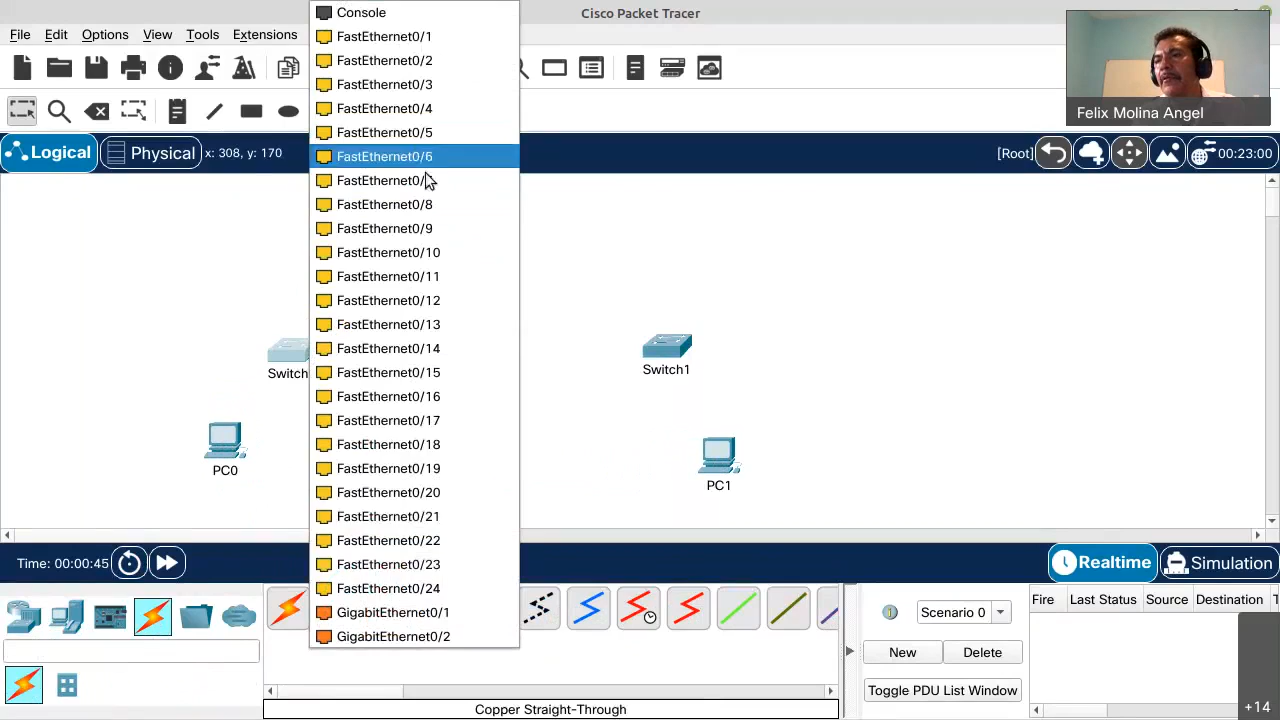 Cisco Packet Tracer
File Edit Options View Tools Extensions
Console
FastEthernet0/1
FastEthernet0/2
FastEthernet0/3
FastEthernet0/4
FastEthernet0/5
FastEthernet0/6
FastEthernet0/
FastEthernet0/8
FastEthernet0/9
FastEthernet0/10
FastEthernet0/11
FastEthernet0/12
FastEthernet0/13
FastEthernet0/14
FastEthernet0/15
FastEthernet0/16
FastEthernet0/17
FastEthernet0/18
FastEthernet0/19
FastEthernet0/20
FastEthernet0/21
FastEthernet0/22
FastEthernet0/23
FastEthernet0/24
GigabitEthernet0/1
GigabitEthernet0/2
Felix Molina Angel
Logical Physical x: 308, y: 170
[Root] 00:23:00
Switch
Switch1
PC0
PC1
Time: 00:00:45
Realtime Simulation
Scenario 0
Fire Last Status Source Destination T
New Delete
Toggle PDU List Window
Copper Straight-Through
+14